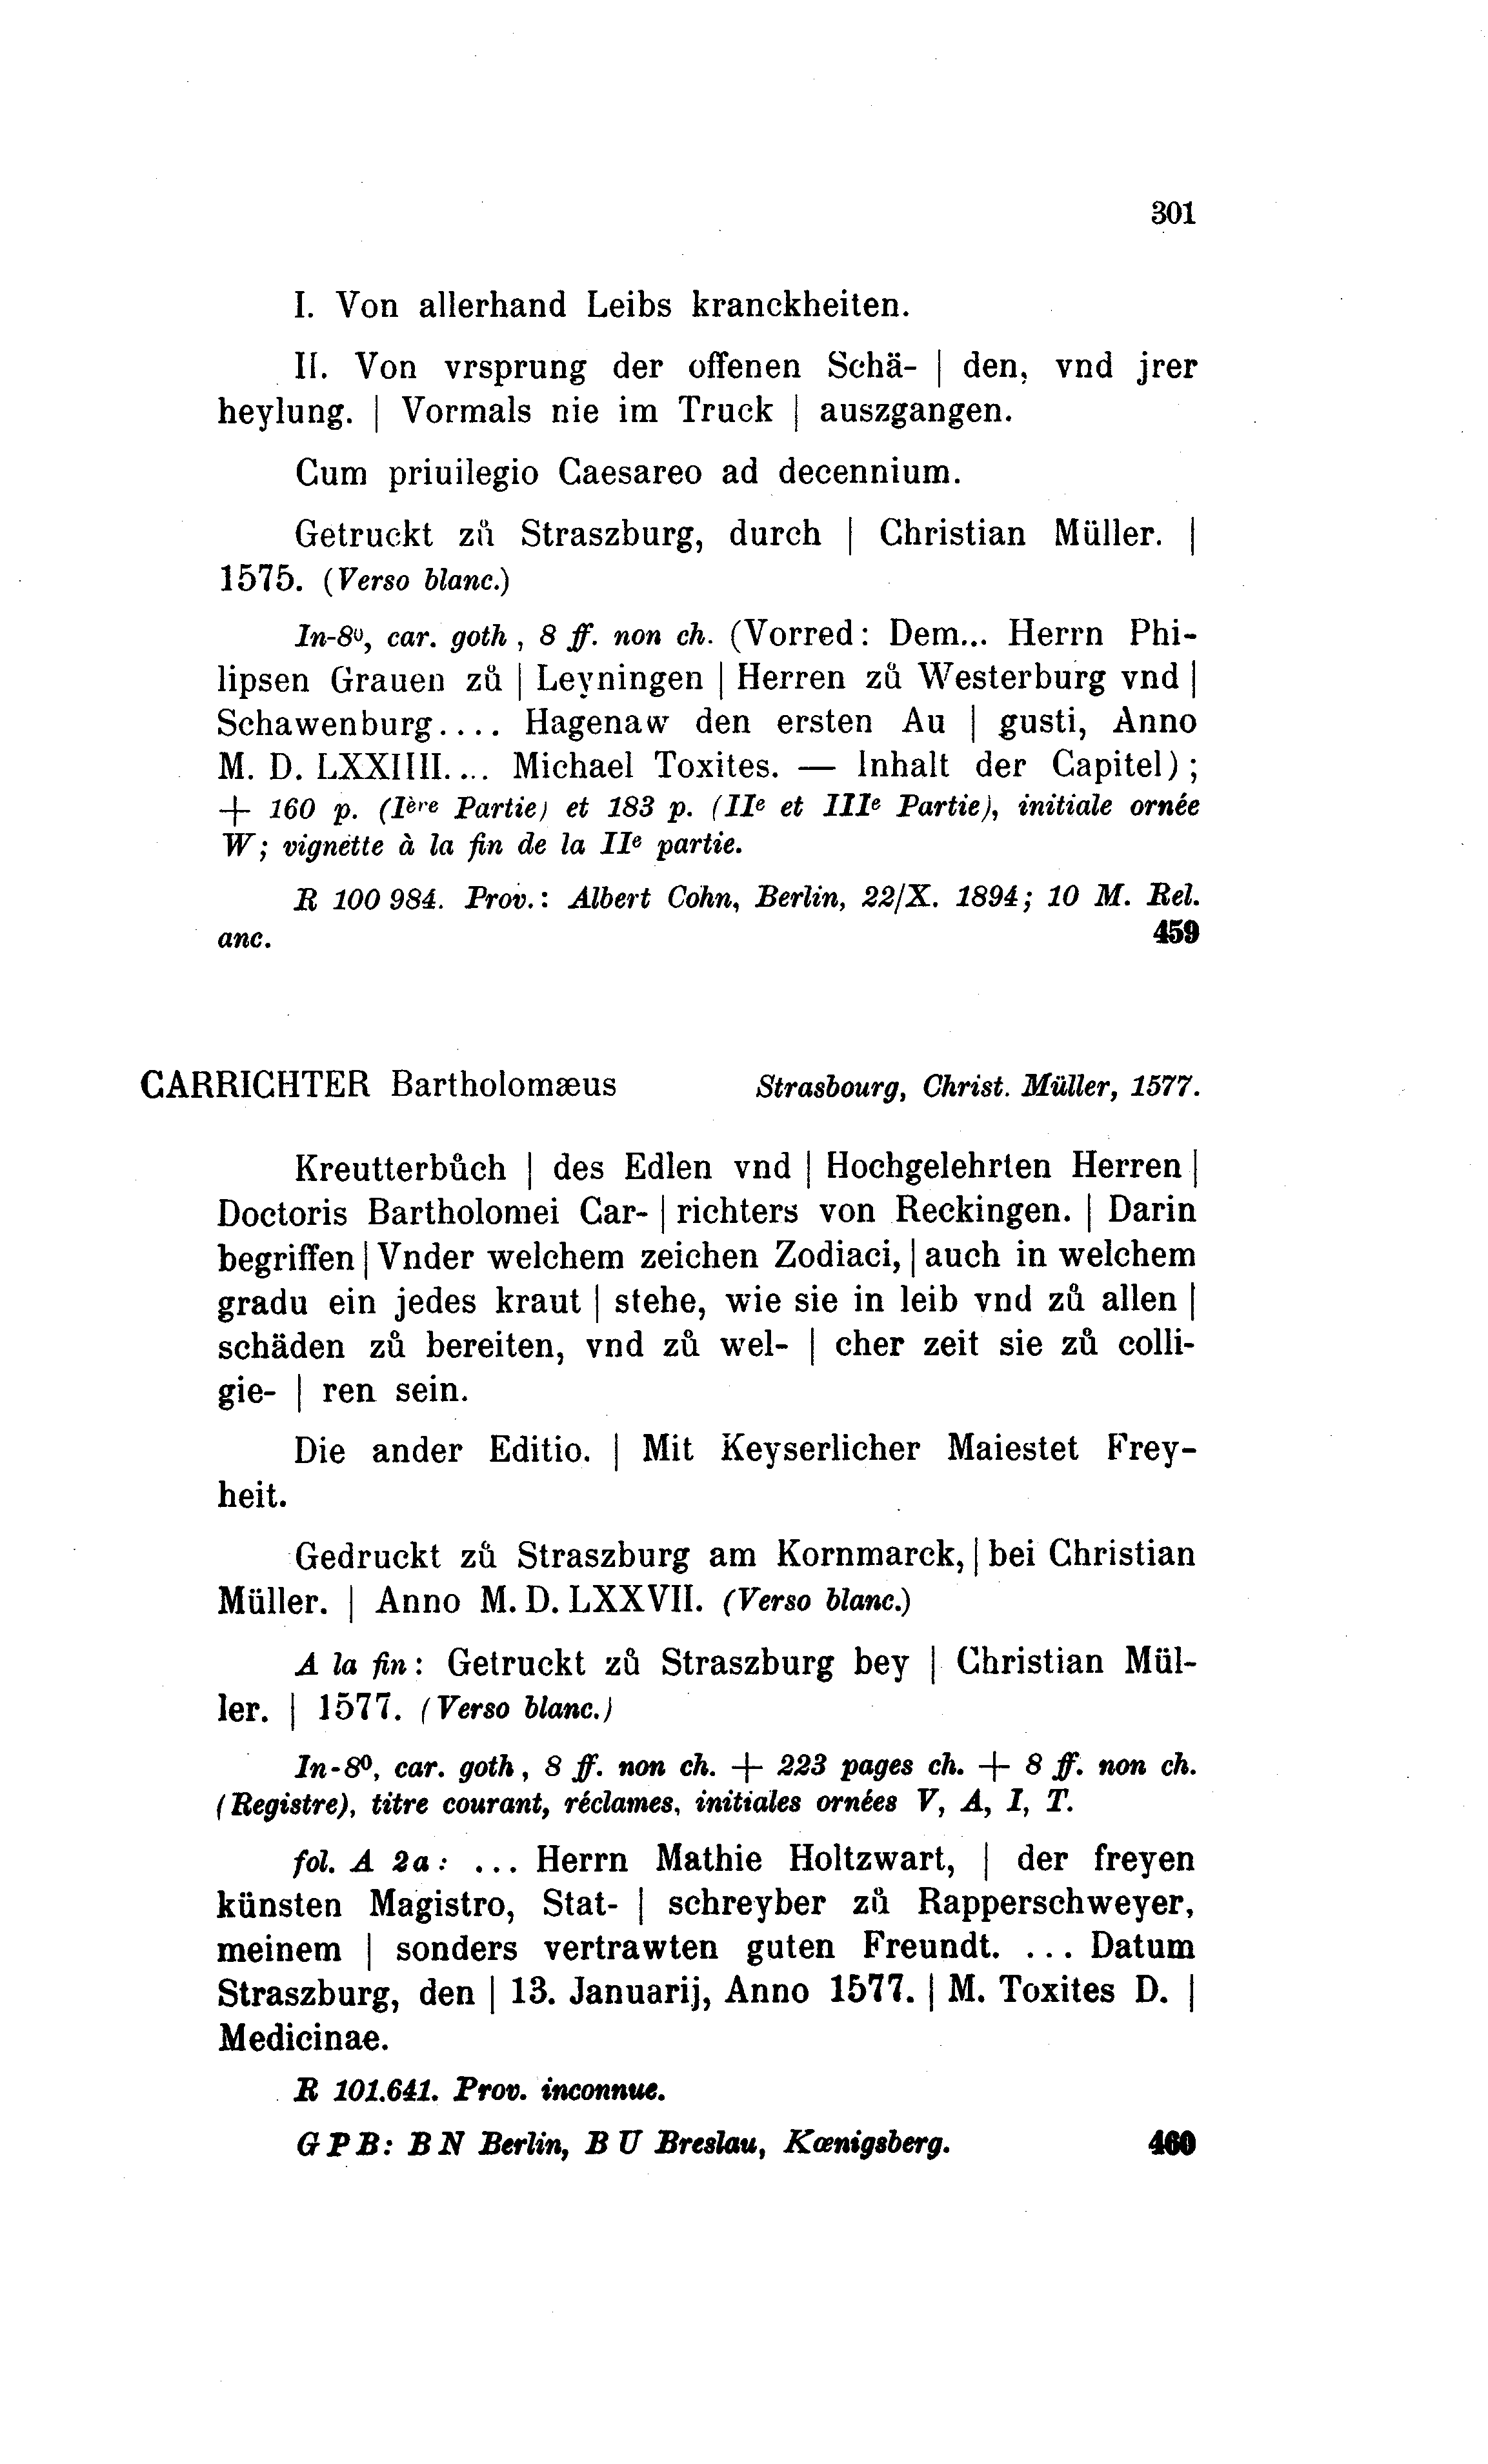 301
I. Von allerhand Leibs kranckheiten.
II. Von vrsprung der offenen Schä- | den, vnd jrer
heylung. | Vormals nie im Truck | auszgangen.
Cum priuilegio Caesareo ad decennium.
Getruckt zů Straszburg, durch | Christian Müller. |
1575. (Verso blanc.)
In-8º, car. goth, 8 ff. non ch. (Vorred: Dem... Herrn Phi-
lipsen Grauen zů | Leyningen | Herren zů Westerburg vnd |
Schawenburg.... Hagenaw den ersten Au | gusti, Anno
M. D. LXXIIII.... Michael Toxites. — Inhalt der Capitel);
+ 160 p. (Ière Partie) et 183 p. (IIe et IIIe Partie), initiale ornée
W; vignette à la fin de la IIe partie.
R 100 984. Prov.: Albert Cohn, Berlin, 22/X. 1894; 10 M. Rel.
anc. 459
CARRICHTER Bartholomæus Strasbourg, Christ. Müller, 1577.
Kreutterbůch | des Edlen vnd | Hochgelehrten Herren |
Doctoris Bartholomei Car- | richters von Reckingen. | Darin
begriffen | Vnder welchem zeichen Zodiaci, | auch in welchem
gradu ein jedes kraut | stehe, wie sie in leib vnd zů allen |
schäden zů bereiten, vnd zů wel- | cher zeit sie zů colli-
gie- | ren sein.
Die ander Editio. | Mit Keyserlicher Maiestet Frey-
heit.
Gedruckt zů Straszburg am Kornmarck, | bei Christian
Müller. | Anno M. D. LXXVII. (Verso blanc.)
A la fin: Getruckt zů Straszburg bey | Christian Mül-
ler. | 1577. (Verso blanc.)
In-8º, car. goth, 8 ff. non ch. + 223 pages ch. + 8 ff. non ch.
(Registre), titre courant, réclames, initiales ornées V, A, I, T.
fol. A 2a: ... Herrn Mathie Holtzwart, | der freyen
künsten Magistro, Stat- | schreyber zů Rapperschweyer,
meinem | sonders vertrawten guten Freundt. ... Datum
Straszburg, den | 13. Januarij, Anno 1577. | M. Toxites D. |
Medicinae.
R 101.641. Prov. inconnue.
G P B: B N Berlin, B U Breslau, Kœnigsberg. 460